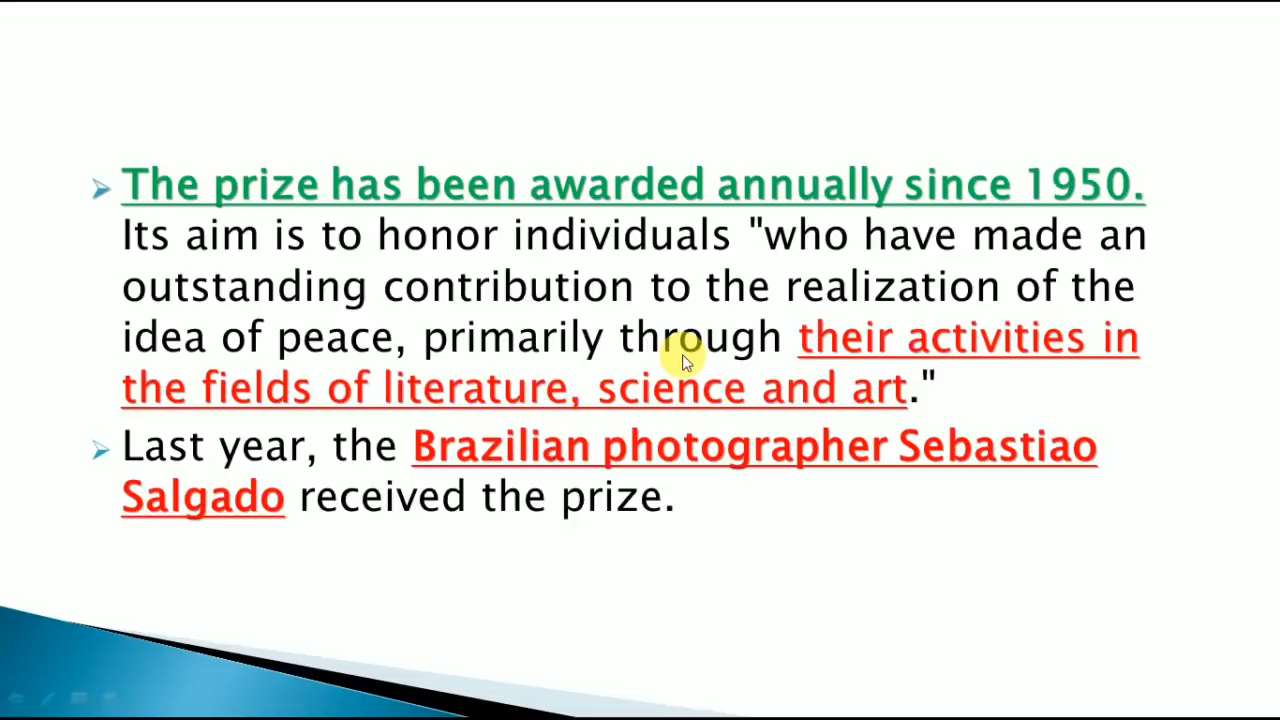 The prize has been awarded annually since 1950.
Its aim is to honor individuals "who have made an
outstanding contribution to the realization of the
idea of peace, primarily through their activities in
the fields of literature, science and art."
Last year, the Brazilian photographer Sebastiao
Salgado received the prize.